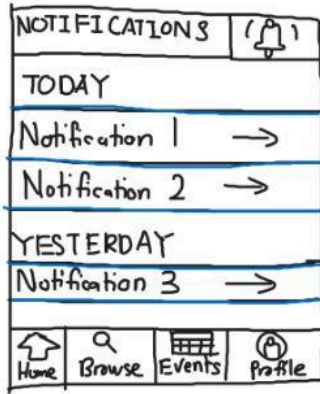 NOTIFICATIONS
TODAY
Notification 1
Notification 2
YESTERDAY
Notification 3
Home Browse Events Profile